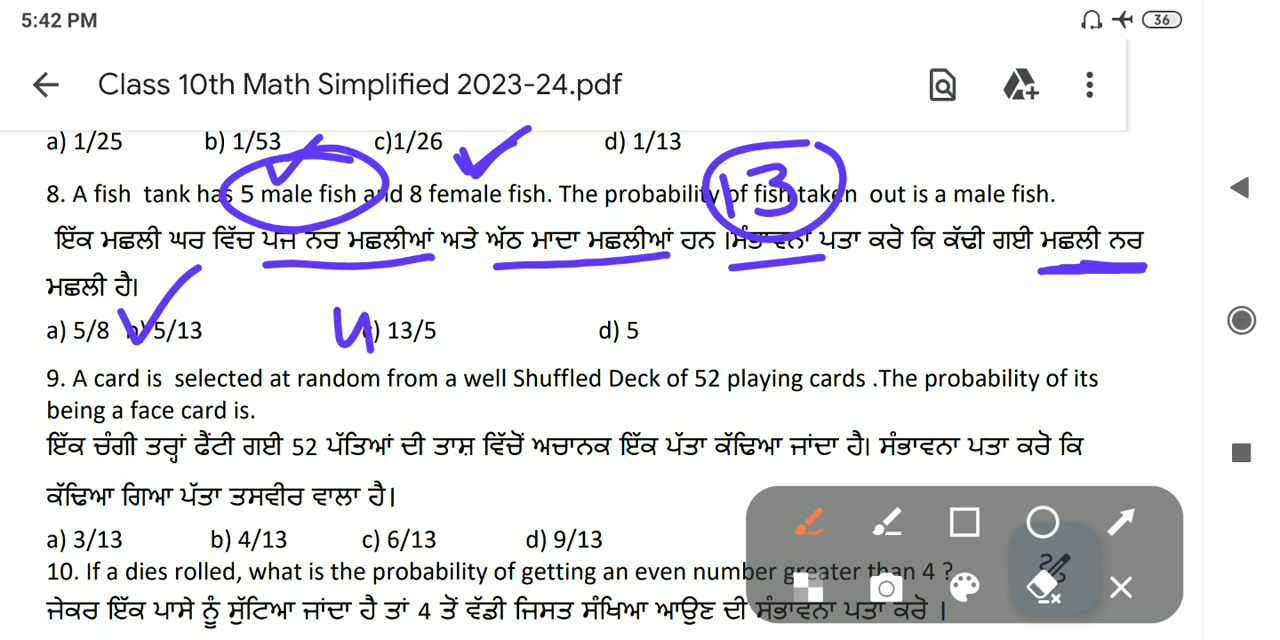 5:42 PM
36
Class 10th Math Simplified 2023-24.pdf
a) 1/25 b) 1/53 c)1/26 d) 1/13
8. A fish tank has 5 male fish and 8 female fish. The probability of fish taken out is a male fish.
13
ਇੱਕ ਮਛਲੀ ਘਰ ਵਿੱਚ ਪੰਜ ਨਰ ਮਛਲੀਆਂ ਅਤੇ ਅੱਠ ਮਾਦਾ ਮਛਲੀਆਂ ਹਨ ।ਸੰਭਾਵਨਾ ਪਤਾ ਕਰੋ ਕਿ ਕੱਢੀ ਗਈ ਮਛਲੀ ਨਰ
ਮਛਲੀ ਹੈ।
a) 5/8 b) 5/13 c) 13/5 d) 5
9. A card is selected at random from a well Shuffled Deck of 52 playing cards .The probability of its
being a face card is.
ਇੱਕ ਚੰਗੀ ਤਰ੍ਹਾਂ ਫੈਂਟੀ ਗਈ 52 ਪੱਤਿਆਂ ਦੀ ਤਾਸ਼ ਵਿੱਚੋਂ ਅਚਾਨਕ ਇੱਕ ਪੱਤਾ ਕੱਢਿਆ ਜਾਂਦਾ ਹੈ। ਸੰਭਾਵਨਾ ਪਤਾ ਕਰੋ ਕਿ
ਕੱਢਿਆ ਗਿਆ ਪੱਤਾ ਤਸਵੀਰ ਵਾਲਾ ਹੈ।
a) 3/13 b) 4/13 c) 6/13 d) 9/13
10. If a dies rolled, what is the probability of getting an even number greater than 4 ?
ਜੇਕਰ ਇੱਕ ਪਾਸੇ ਨੂੰ ਸੁੱਟਿਆ ਜਾਂਦਾ ਹੈ ਤਾਂ 4 ਤੋਂ ਵੱਡੀ ਜਿਸਤ ਸੰਖਿਆ ਆਉਣ ਦੀ ਸੰਭਾਵਨਾ ਪਤਾ ਕਰੋ ।